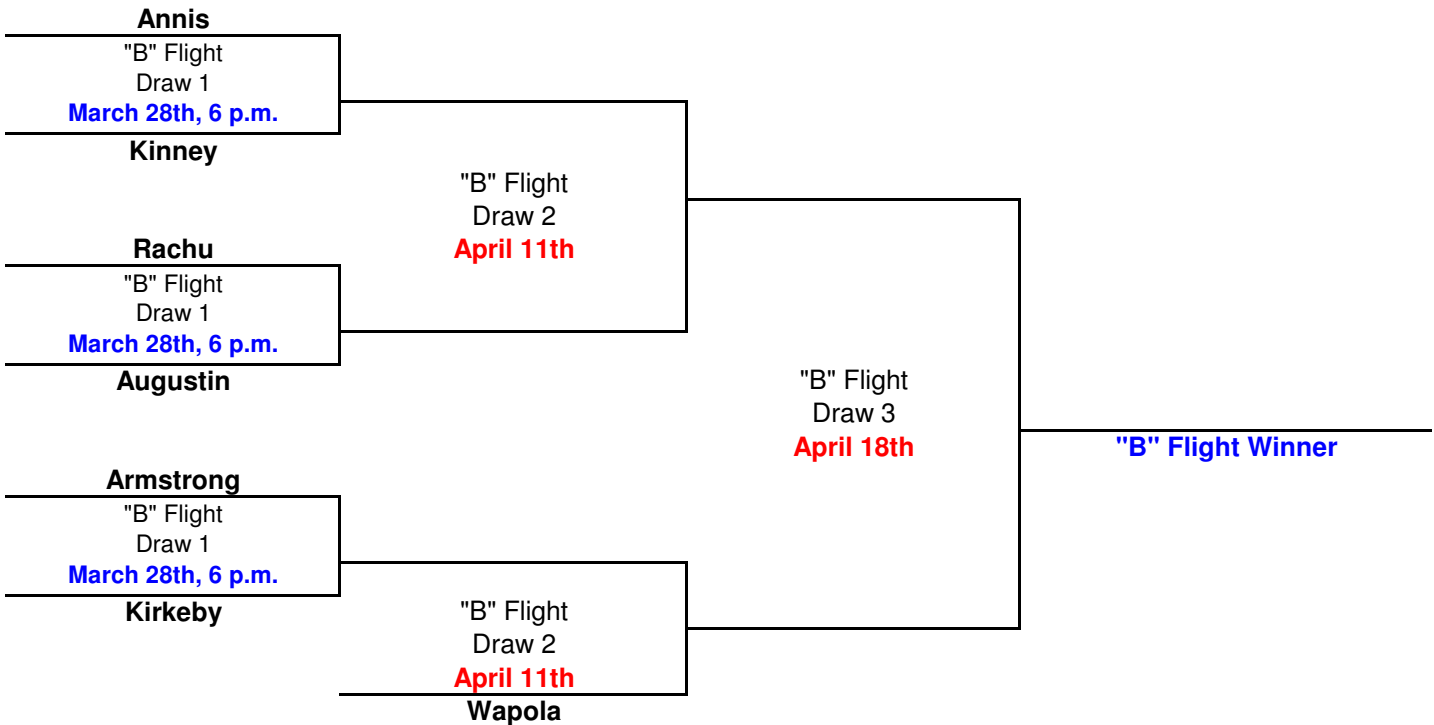 Annis
"B" Flight
Draw 1
March 28th, 6 p.m.
Kinney
"B" Flight
Draw 2
April 11th
Rachu
"B" Flight
Draw 1
March 28th, 6 p.m.
Augustin
"B" Flight
Draw 3
April 18th
"B" Flight Winner
Armstrong
"B" Flight
Draw 1
March 28th, 6 p.m.
Kirkeby
"B" Flight
Draw 2
April 11th
Wapola